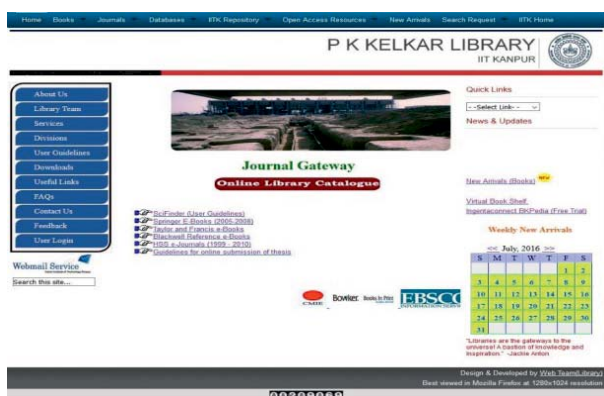 Home Books Journals Databases IITK Repository Open Access Resources New Arrivals Search Request IITK Home
P K KELKAR LIBRARY
IIT KANPUR
About Us
Library Team
Services
Divisions
User Guidelines
Downloads
Useful Links
FAQs
Contact Us
Feedback
User Login
Webmail Service
Search this site...
Journal Gateway
Online Library Catalogue
SciFinder (User Guidelines)
Springer E-Books (2005-2008)
Taylor and Francis e-Books
Blackwell Reference e-Books
HSS e-Journals (1999 - 2010)
Guidelines for online submission of thesis
CMIE Bowker Books In Print EBSCO
INFORMATION SERVICES
Quick Links
--Select Link--
News & Updates
New Arrivals (Books) NEW
Virtual Book Shelf
Ingentaconnect BKPedia (Free Trial)
Weekly New Arrivals
<< July, 2016 >>
S M T W T F S
1 2
3 4 5 6 7 8 9
10 11 12 13 14 15 16
17 18 19 20 21 22 23
24 25 26 27 28 29 30
31
"Libraries are the gateways to the
universe! A bastion of knowledge and
inspiration." -Jackie Anton
Design & Developed by Web Team(Library)
Best viewed in Mozilla Firefox at 1280x1024 resolution